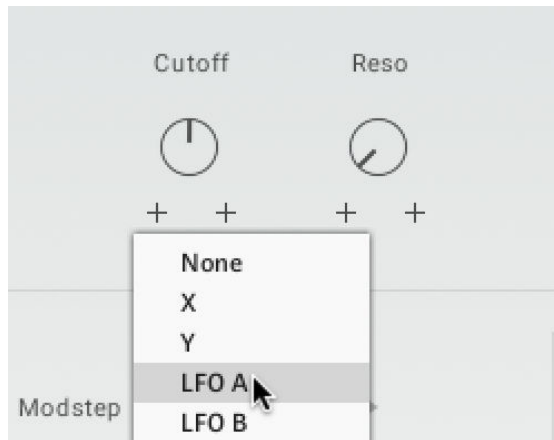 Cutoff Reso
+ + + +
None
X
Y
LFO A
Modstep
LFO B